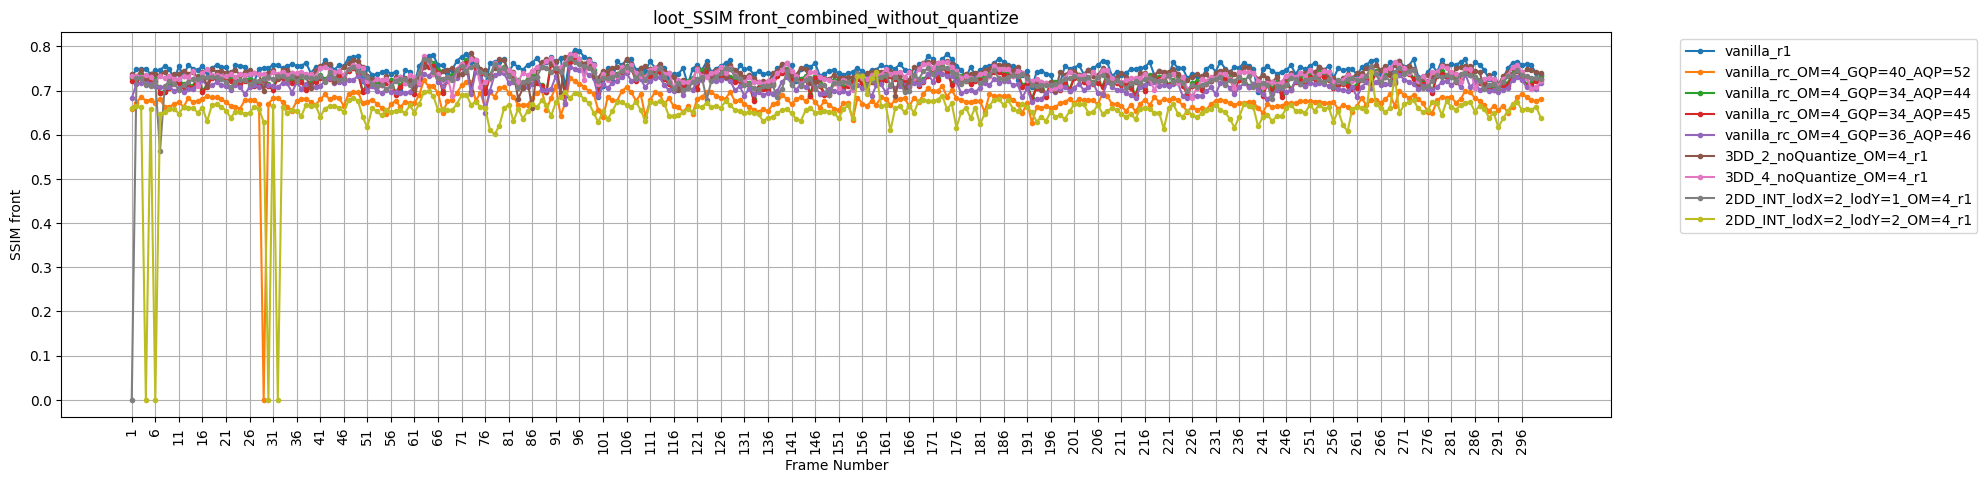 loot_SSIM front_combined_without_quantize
SSIM front
0.8
0.7
0.6
0.5
0.4
0.3
0.2
0.1
0.0
1 6 11 16 21 26 31 36 41 46 51 56 61 66 71 76 81 86 91 96 101 106 111 116 121 126 131 136 141 146 151 156 161 166 171 176 181 186 191 196 201 206 211 216 221 226 231 236 241 246 251 256 261 266 271 276 281 286 291 296
Frame Number
vanilla_r1
vanilla_rc_OM=4_GQP=40_AQP=52
vanilla_rc_OM=4_GQP=34_AQP=44
vanilla_rc_OM=4_GQP=34_AQP=45
vanilla_rc_OM=4_GQP=36_AQP=46
3DD_2_noQuantize_OM=4_r1
3DD_4_noQuantize_OM=4_r1
2DD_INT_lodX=2_lodY=1_OM=4_r1
2DD_INT_lodX=2_lodY=2_OM=4_r1